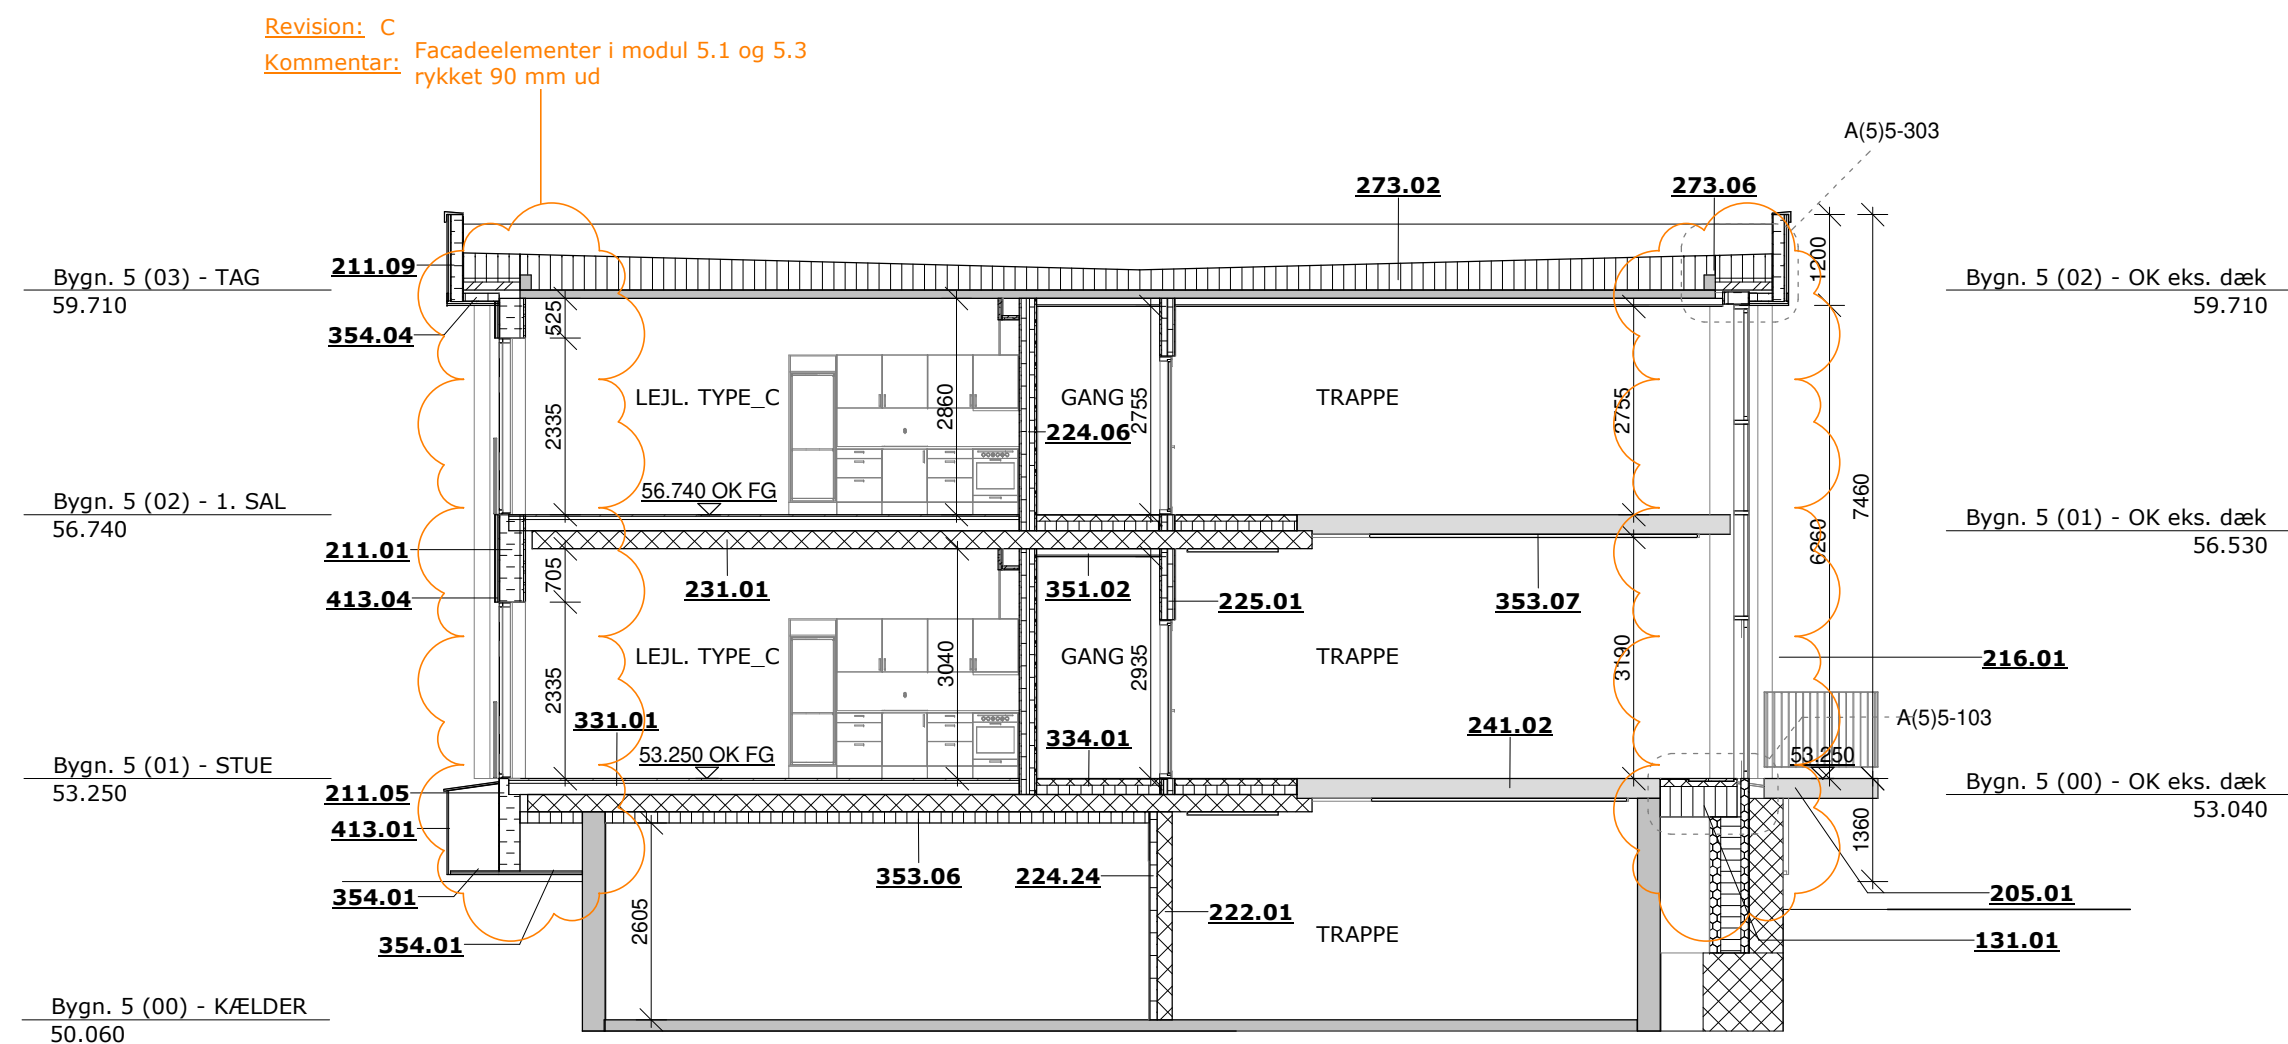 Revision: C
Kommentar: Facadeelementer i modul 5.1 og 5.3
rykket 90 mm ud
A(5)5-303
273.02
273.06
211.09
1200
Bygn. 5 (03) - TAG
59.710
Bygn. 5 (02) - OK eks. dæk
59.710
354.04
525
LEJL. TYPE_C
2335
2860
GANG
2755
TRAPPE
2755
224.06
7460
56.740 OK FG
Bygn. 5 (02) - 1. SAL
56.740
Bygn. 5 (01) - OK eks. dæk
56.530
6260
211.01
705
231.01
351.02
413.04
225.01
353.07
LEJL. TYPE_C
2335
3040
GANG
2935
TRAPPE
3190
216.01
331.01
334.01
241.02
A(5)5-103
53.250 OK FG
53.250
Bygn. 5 (01) - STUE
53.250
Bygn. 5 (00) - OK eks. dæk
53.040
211.05
413.01
1360
353.06
224.24
354.01
205.01
222.01
2605
TRAPPE
354.01
131.01
Bygn. 5 (00) - KÆLDER
50.060